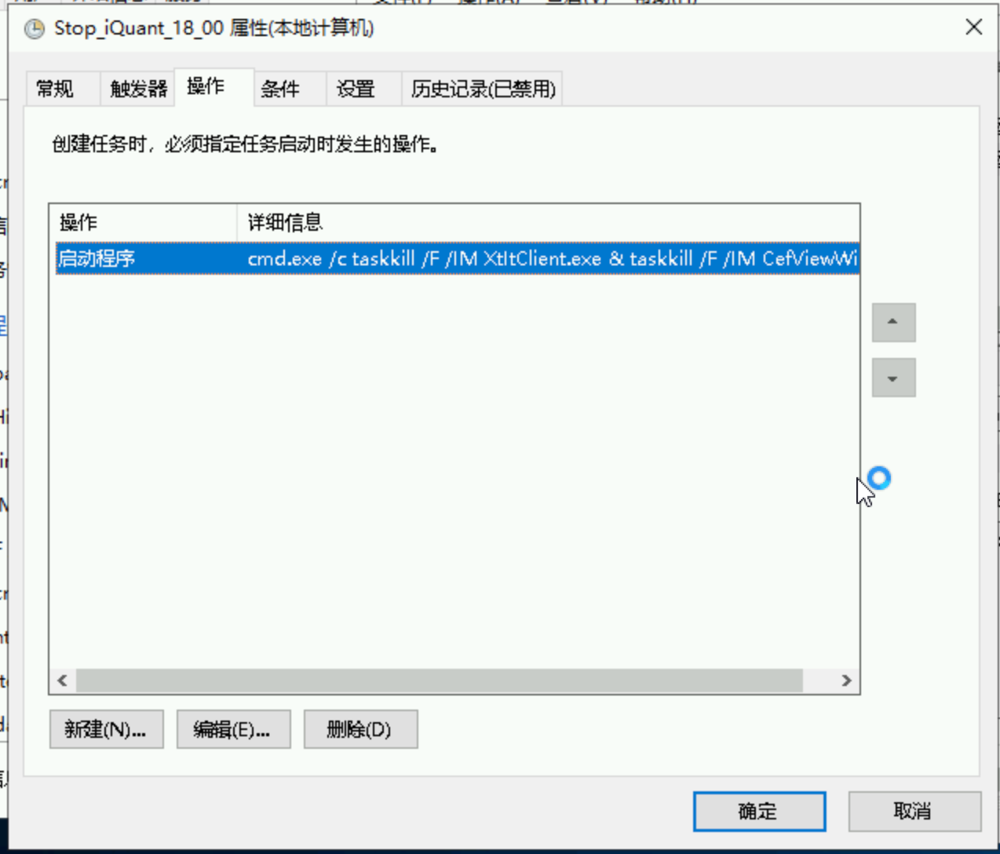 Stop_iQuant_18_00 属性(本地计算机)
常规 触发器 操作 条件 设置 历史记录(已禁用)
创建任务时，必须指定任务启动时发生的操作。
操作 详细信息
启动程序 cmd.exe /c taskkill /F /IM XtItClient.exe & taskkill /F /IM CefViewWi
新建(N)... 编辑(E)... 删除(D)
确定 取消